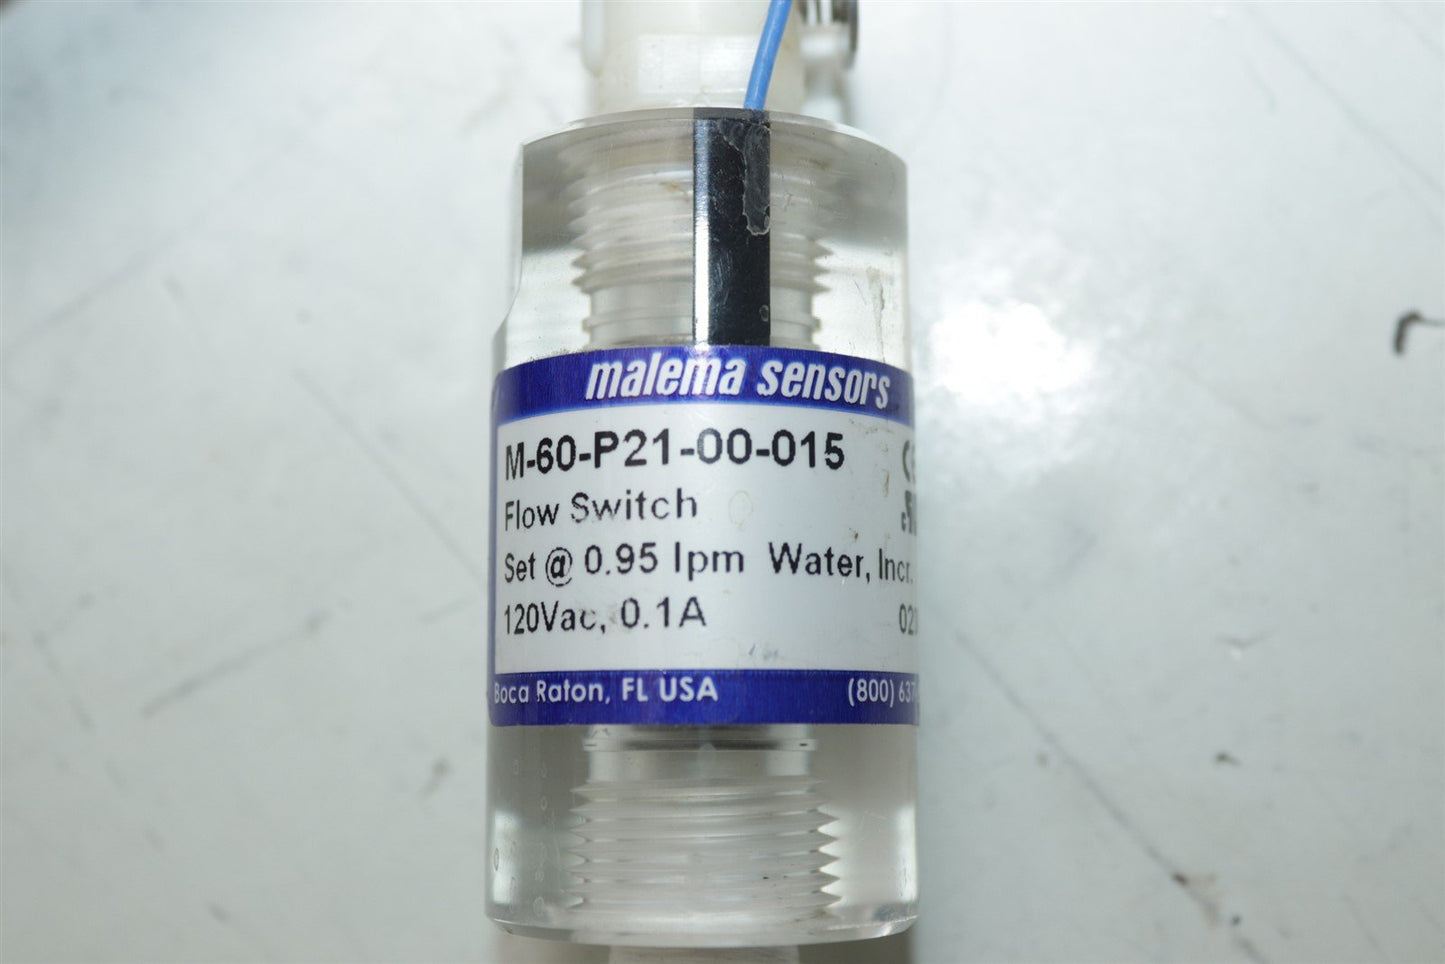 malema sensors
M-60-P21-00-015
Flow Switch
Set @ 0.95 lpm Water, Incr.
120Vac, 0.1A
Boca Raton, FL USA (800) 637